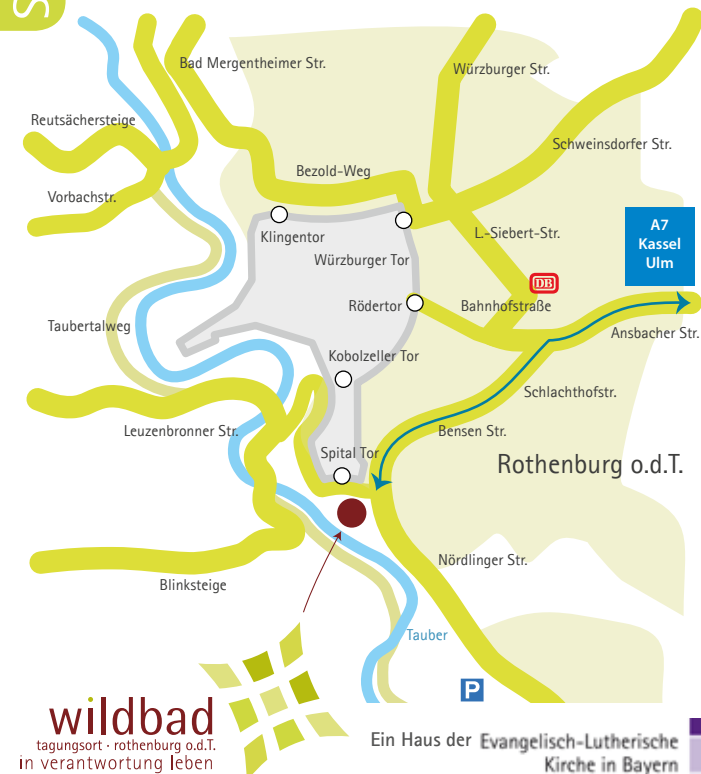 S
Bad Mergentheimer Str.
Würzburger Str.
Reutsächersteige
Schweinsdorfer Str.
Bezold-Weg
Vorbachstr.
Klingentor
L.-Siebert-Str.
A7
Kassel
Ulm
Würzburger Tor
DB
Rödertor
Bahnhofstraße
Taubertalweg
Ansbacher Str.
Kobolzeller Tor
Schlachthofstr.
Leuzenbronner Str.
Bensen Str.
Spital Tor
Rothenburg o.d.T.
Nördlinger Str.
Blinksteige
Tauber
P
wildbad
tagungsort · rothenburg o.d.T.
in verantwortung leben
Ein Haus der Evangelisch-Lutherische
Kirche in Bayern